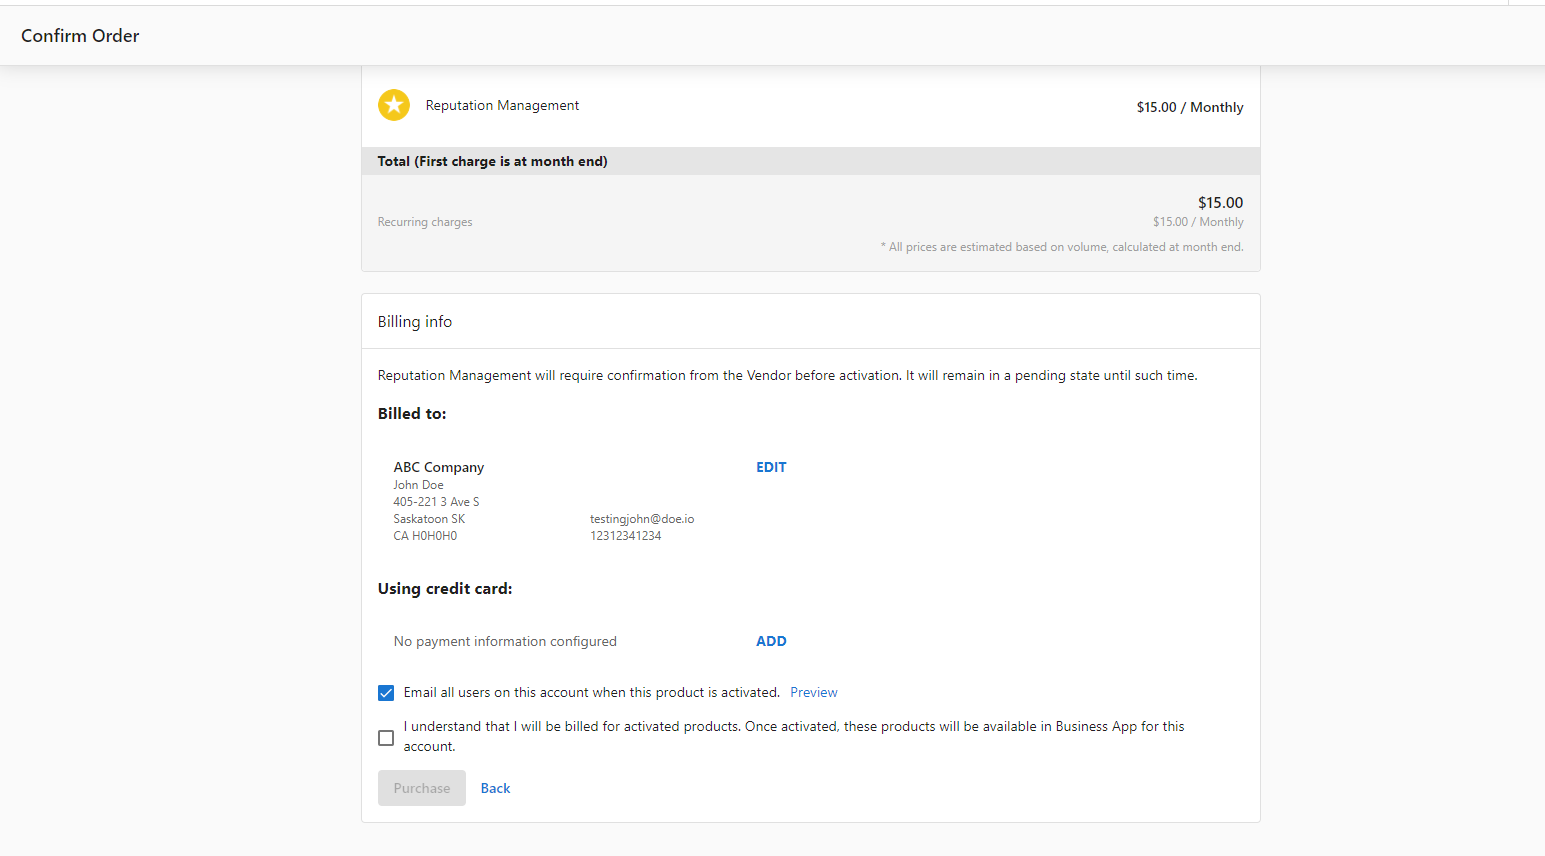 Confirm Order
Reputation Management
$15.00 / Monthly
Total (First charge is at month end)
$15.00
Recurring charges
$15.00 / Monthly
* All prices are estimated based on volume, calculated at month end.
Billing info
Reputation Management will require confirmation from the Vendor before activation. It will remain in a pending state until such time.
Billed to:
ABC Company
EDIT
John Doe
405-221 3 Ave S
Saskatoon SK
testingjohn@doe.io
CA H0H0H0
12312341234
Using credit card:
No payment information configured
ADD
Email all users on this account when this product is activated. Preview
I understand that I will be billed for activated products. Once activated, these products will be available in Business App for this
account.
Purchase
Back